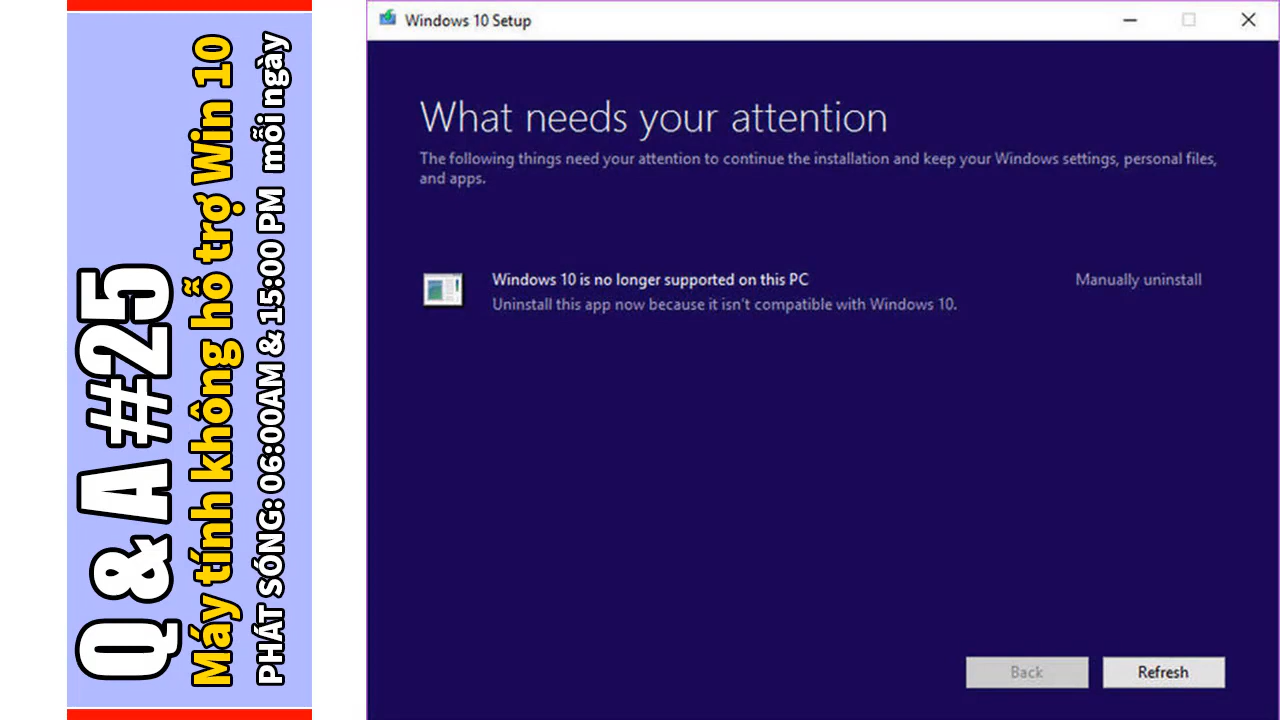 Q & A #25
Máy tính không hỗ trợ Win 10
PHÁT SÓNG: 06:00AM & 15:00 PM mỗi ngày
Windows 10 Setup
What needs your attention
The following things need your attention to continue the installation and keep your Windows settings, personal files,
and apps.
Windows 10 is no longer supported on this PC
Manually uninstall
Uninstall this app now because it isn't compatible with Windows 10.
Back
Refresh